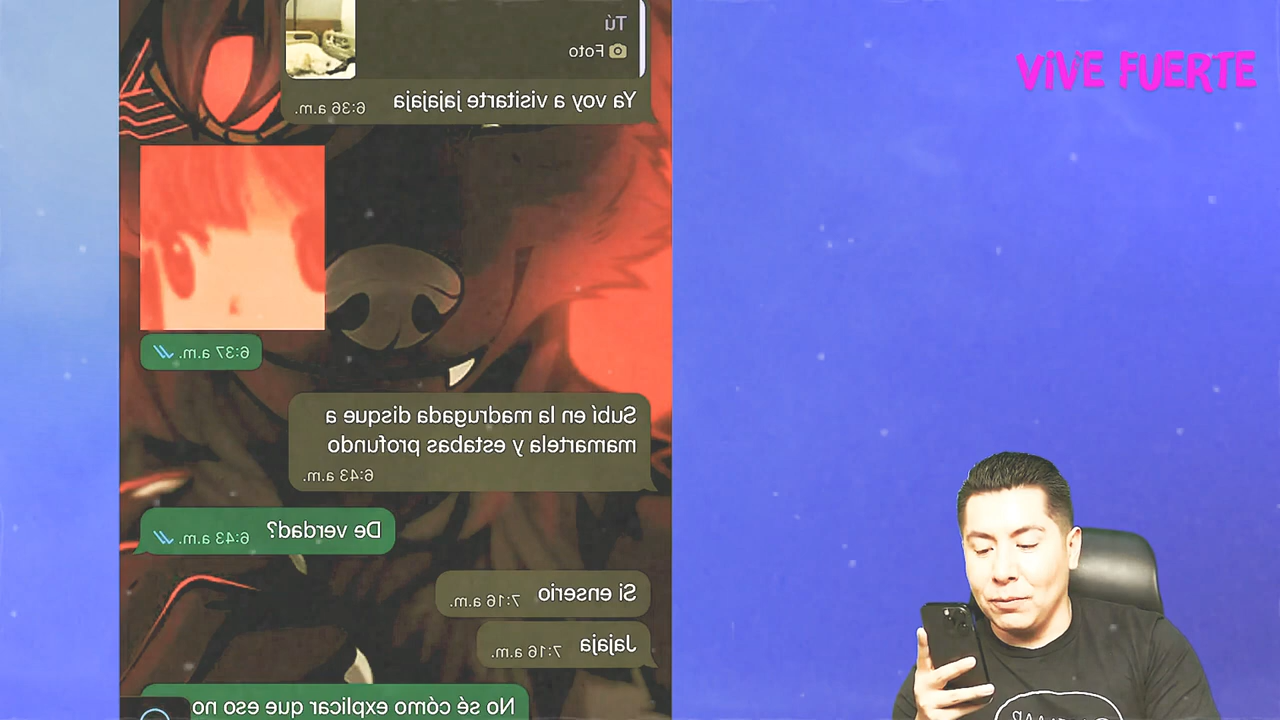 VIVE FUERTE
Tú
Foto
Ya voy a visitarte jajajaja 6:36 a.m.
6:37 a.m.
Subí en la madrugada disque a
mamartela y estabas profundo
6:43 a.m.
De verdad? 6:43 a.m.
Si enserio 7:16 a.m.
Jajaja 7:16 a.m.
No sé cómo explicar que eso no